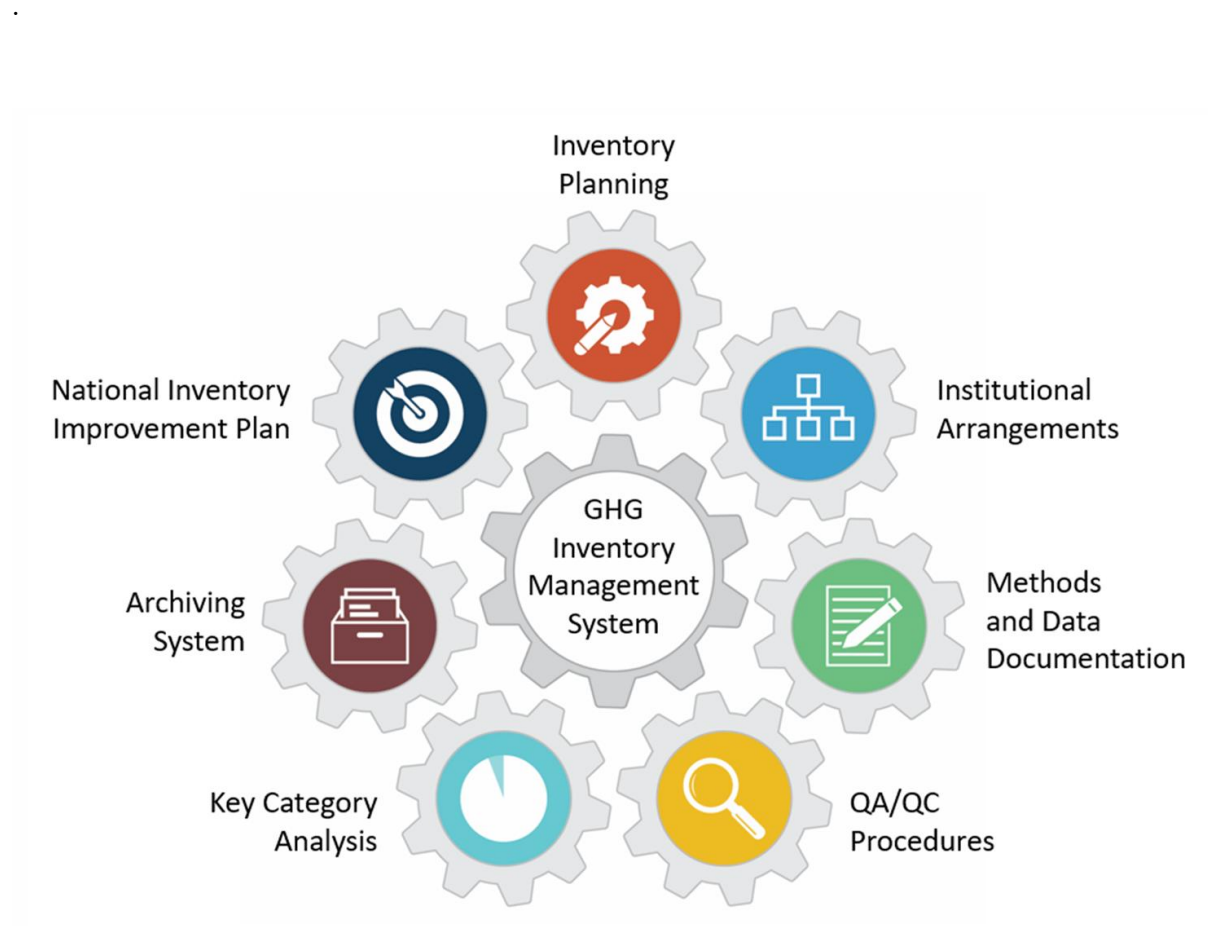 .
Inventory
Planning
National Inventory
Improvement Plan
Institutional
Arrangements
GHG
Inventory
Management
System
Archiving
System
Methods
and Data
Documentation
Key Category
Analysis
QA/QC
Procedures